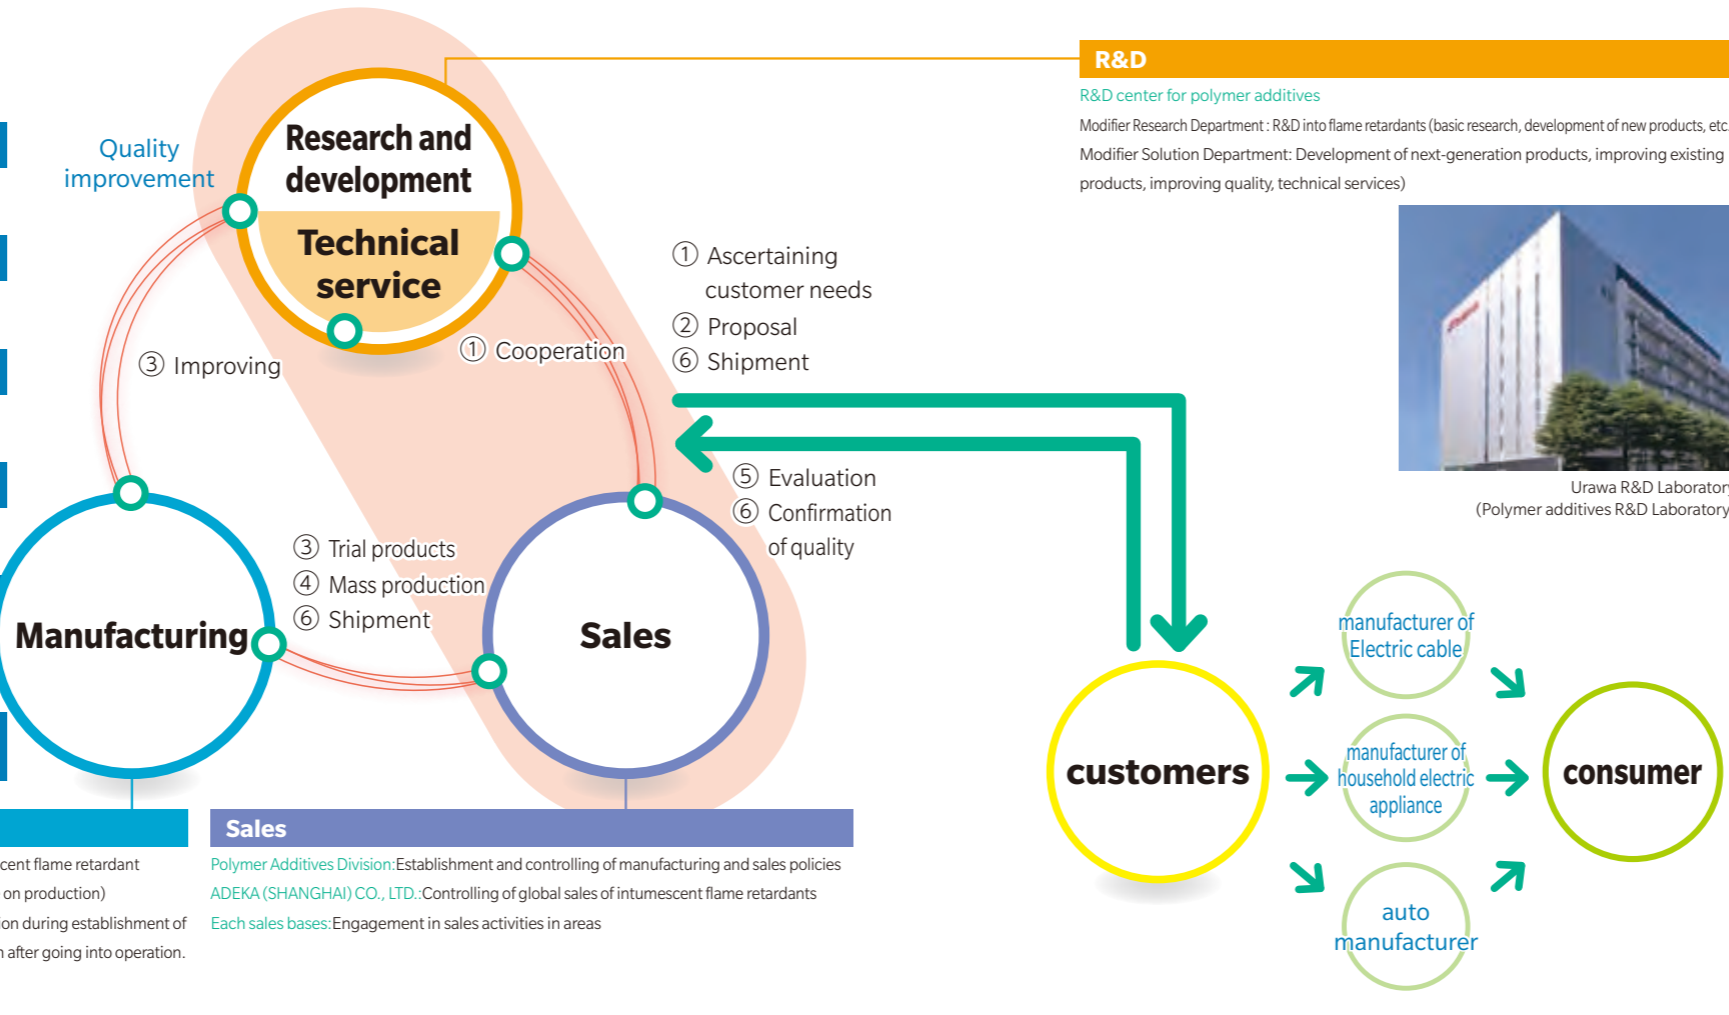 Quality
improvement
Research and
development
Technical
service
③ Improving
① Cooperation
① Ascertaining
customer needs
② Proposal
⑥ Shipment
⑤ Evaluation
⑥ Confirmation
of quality
③ Trial products
④ Mass production
⑥ Shipment
Manufacturing
Sales
R&D
R&D center for polymer additives
Modifier Research Department : R&D into flame retardants (basic research, development of new products, etc.
Modifier Solution Department: Development of next-generation products, improving existing
products, improving quality, technical services)
Urawa R&D Laboratory
(Polymer additives R&D Laboratory
customers
manufacturer of
Electric cable
manufacturer of
household electric
appliance
auto
manufacturer
consumer
cent flame retardant
on production)
ion during establishment of
after going into operation.
Sales
Polymer Additives Division:Establishment and controlling of manufacturing and sales policies
ADEKA (SHANGHAI) CO., LTD.:Controlling of global sales of intumescent flame retardants
Each sales bases:Engagement in sales activities in areas